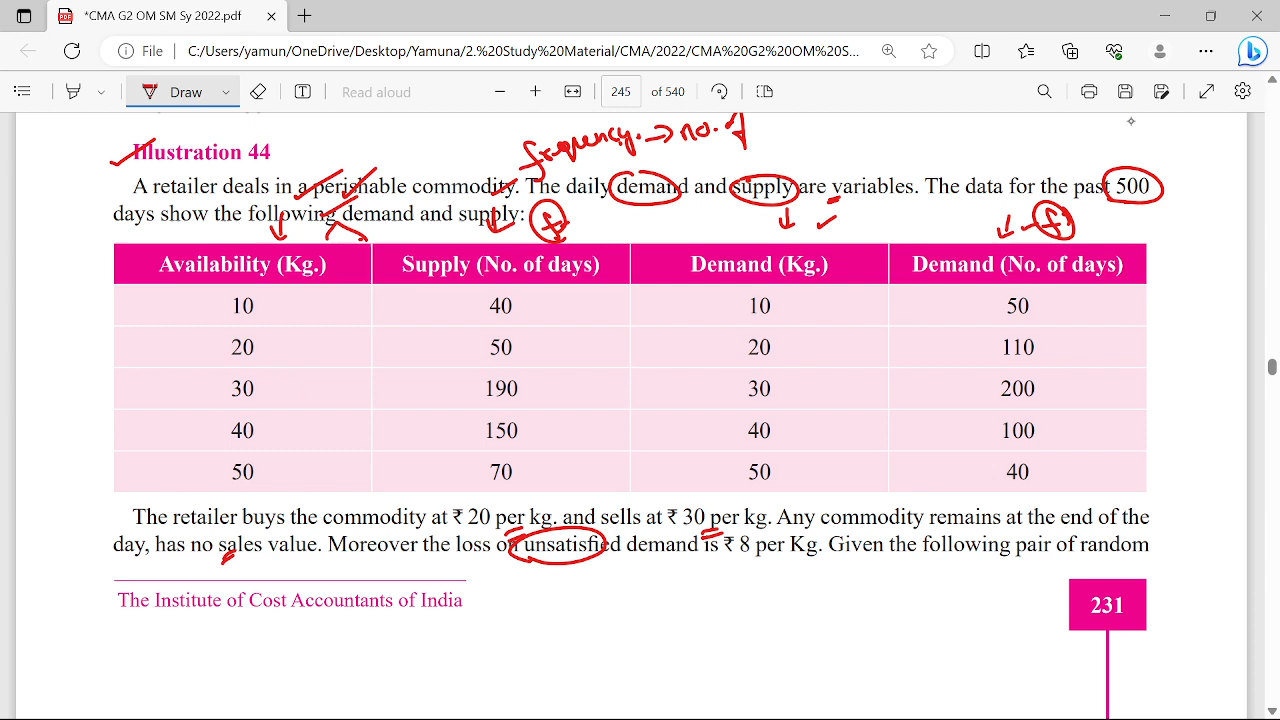 *CMA G2 OM SM Sy 2022.pdf
File C:/Users/yamun/OneDrive/Desktop/Yamuna/2.%20Study%20Material/CMA/2022/CMA%20G2%20OM%20S...
Draw Read aloud 245 of 540
frequency. → no. of
Illustration 44
A retailer deals in a perishable commodity. The daily demand and supply are variables. The data for the past 500
days show the following demand and supply:
f f
Availability (Kg.) Supply (No. of days) Demand (Kg.) Demand (No. of days)
10 40 10 50
20 50 20 110
30 190 30 200
40 150 40 100
50 70 50 40
The retailer buys the commodity at ₹ 20 per kg. and sells at ₹ 30 per kg. Any commodity remains at the end of the
day, has no sales value. Moreover the loss on unsatisfied demand is ₹ 8 per Kg. Given the following pair of random
The Institute of Cost Accountants of India
231